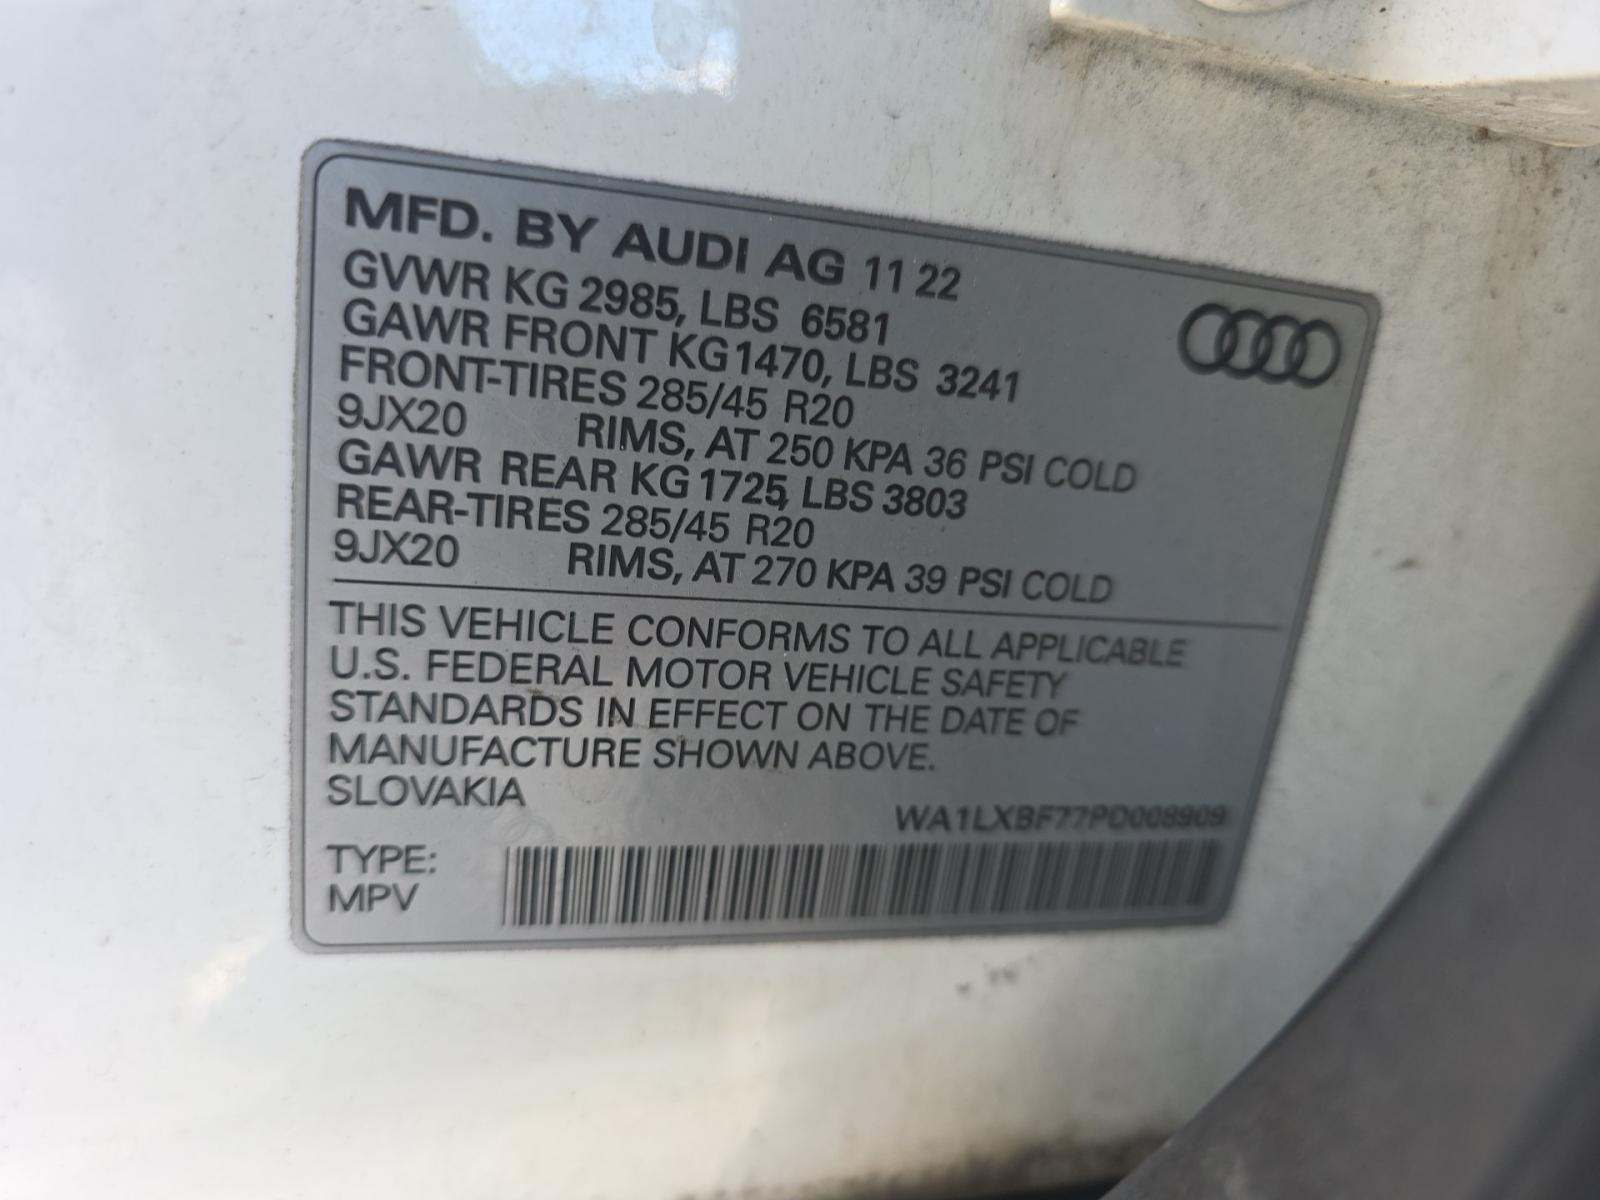 MFD. BY AUDI AG 11 22
GVWR KG 2985, LBS 6581
GAWR FRONT KG 1470, LBS 3241
FRONT-TIRES 285/45 R20
9JX20 RIMS, AT 250 KPA 36 PSI COLD
GAWR REAR KG 1725, LBS 3803
REAR-TIRES 285/45 R20
9JX20 RIMS, AT 270 KPA 39 PSI COLD
THIS VEHICLE CONFORMS TO ALL APPLICABLE
U.S. FEDERAL MOTOR VEHICLE SAFETY
STANDARDS IN EFFECT ON THE DATE OF
MANUFACTURE SHOWN ABOVE.
SLOVAKIA
WA1LXBF77PD008909
TYPE:
MPV